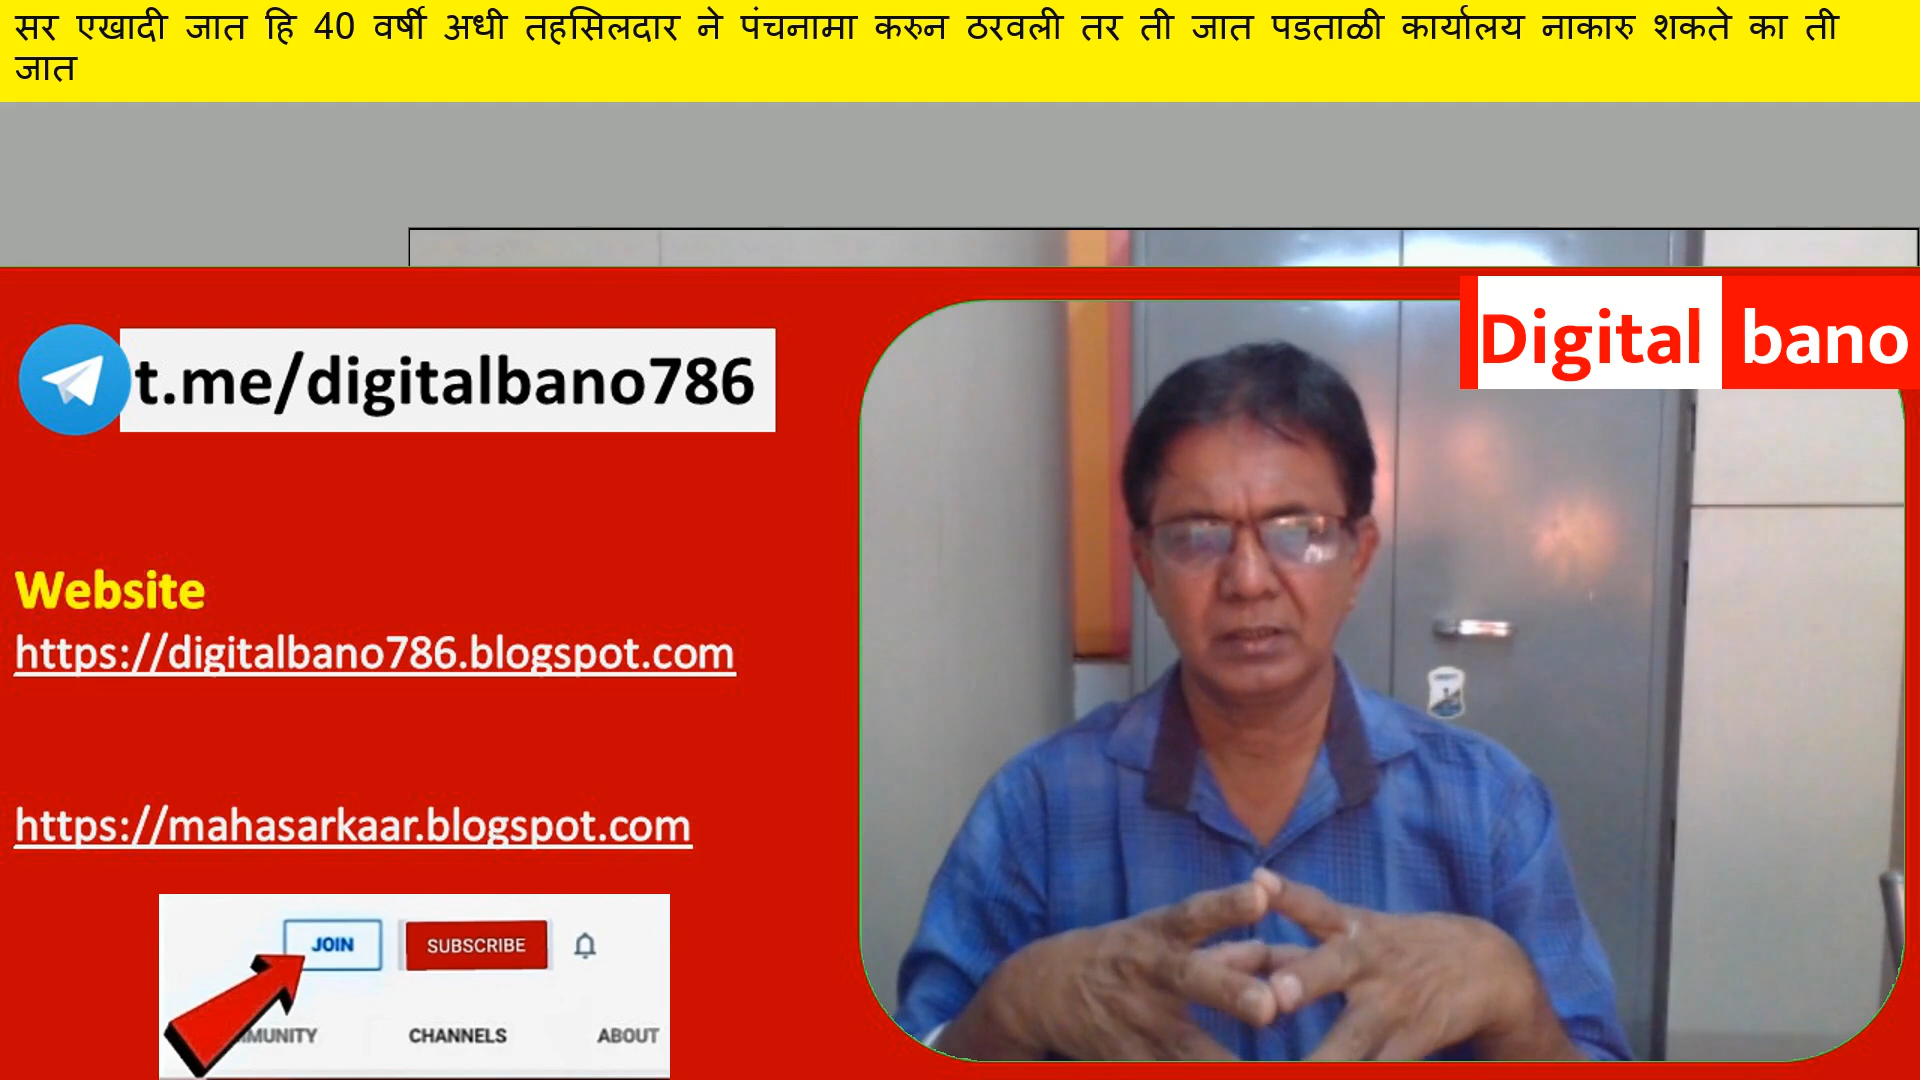 सर एखादी जात हि 40 वर्षी अधी तहसिलदार ने पंचनामा करुन ठरवली तर ती जात पडताळी कार्यालय नाकारु शकते का ती
जात
Digital bano
t.me/digitalbano786
Website
https://digitalbano786.blogspot.com
https://mahasarkaar.blogspot.com
JOIN SUBSCRIBE
CHANNELS ABOUT